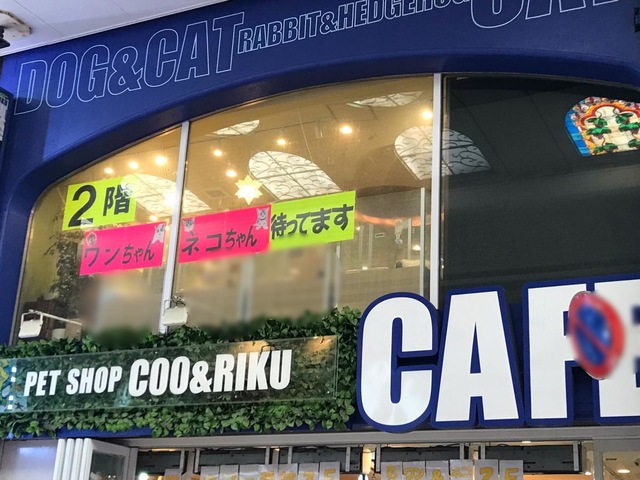 DOG&CAT RABBIT&HEDGEHOG
2階
ワンちゃん ネコちゃん 待ってます
PET SHOP COO&RIKU
CAFE